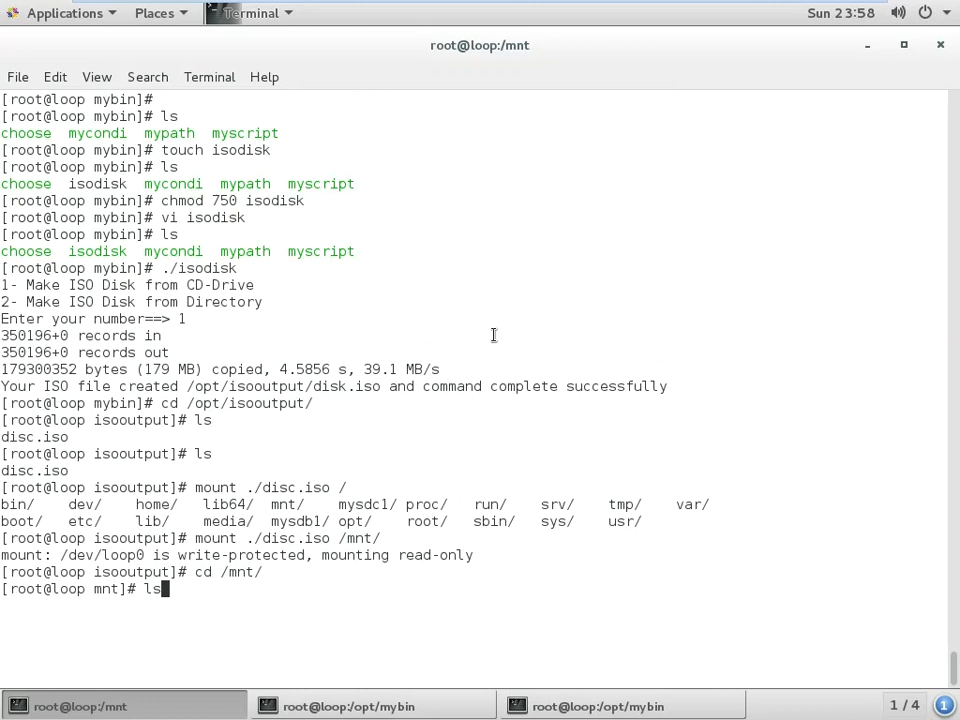 Applications Places Terminal Sun 23:58
root@loop:/mnt
File Edit View Search Terminal Help
[root@loop mybin]#
[root@loop mybin]# ls
choose  mycondi  mypath  myscript
[root@loop mybin]# touch isodisk
[root@loop mybin]# ls
choose  isodisk  mycondi  mypath  myscript
[root@loop mybin]# chmod 750 isodisk
[root@loop mybin]# vi isodisk
[root@loop mybin]# ls
choose  isodisk  mycondi  mypath  myscript
[root@loop mybin]# ./isodisk
1- Make ISO Disk from CD-Drive
2- Make ISO Disk from Directory
Enter your number==> 1
350196+0 records in
350196+0 records out
179300352 bytes (179 MB) copied, 4.5856 s, 39.1 MB/s
Your ISO file created /opt/isooutput/disk.iso and command complete successfully
[root@loop mybin]# cd /opt/isooutput/
[root@loop isooutput]# ls
disc.iso
[root@loop isooutput]# ls
disc.iso
[root@loop isooutput]# mount ./disc.iso /
bin/    dev/    home/   lib64/  mnt/    mysdc1/ proc/   run/    srv/    tmp/    var/
boot/   etc/    lib/    media/  mysdb1/ opt/    root/   sbin/   sys/    usr/
[root@loop isooutput]# mount ./disc.iso /mnt/
mount: /dev/loop0 is write-protected, mounting read-only
[root@loop isooutput]# cd /mnt/
[root@loop mnt]# ls
root@loop:/mnt root@loop:/opt/mybin root@loop:/opt/mybin 1 / 4 1